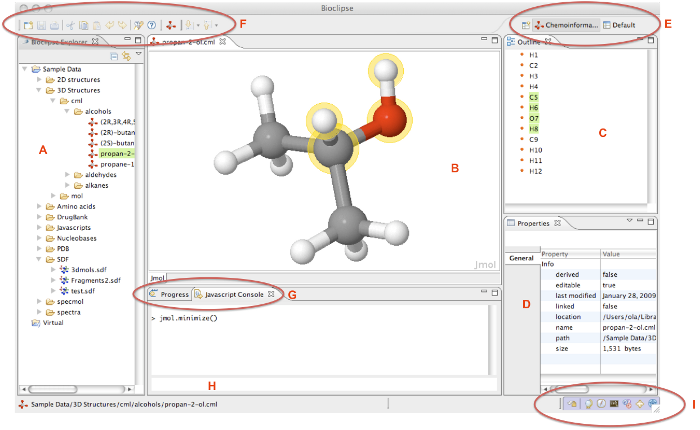 Bioclipse
F
Chemoinforma...
Default
E
Bioclipse Explorer
propan-2-ol.cml
Outline
Sample Data
2D structures
3D Structures
cml
alcohols
(2R,3R,4R,5
(2R)-butan
(2S)-butan
propan-2-
propane-1
aldehydes
alkanes
mol
Amino acids
DrugBank
Javascripts
Nucleobases
PDB
SDF
3dmols.sdf
Fragments2.sdf
test.sdf
specmol
spectra
Virtual
A
B
Jmol
Jmol
H1
C2
H3
H4
C5
H6
O7
H8
C9
H10
H11
H12
C
Properties
General
Property Value
Info
derived false
editable true
last modified January 28, 2009
linked false
location /Users/ola/Libra
name propan-2-ol.cml
path /Sample Data/3D
size 1,531 bytes
D
Progress
Javascript Console
G
> jmol.minimize()
H
Sample Data/3D Structures/cml/alcohols/propan-2-ol.cml
I